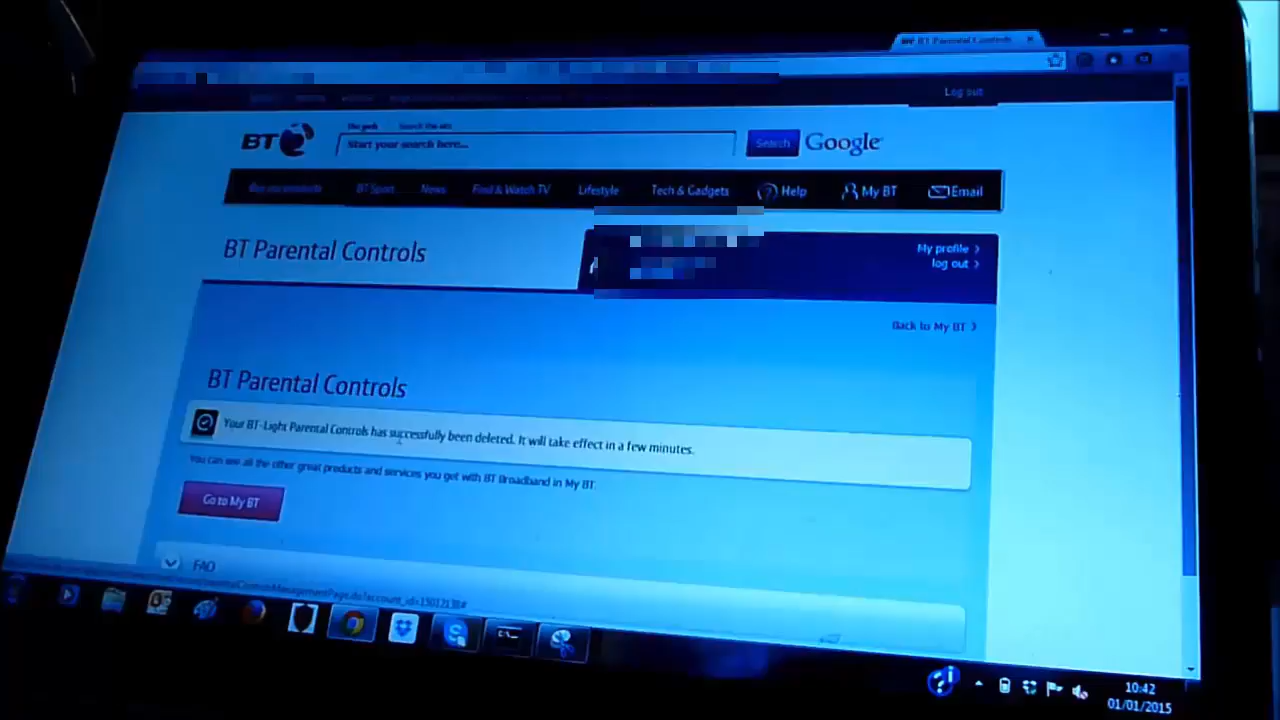 BT Parental Controls
Log out
BT
Search the site
Start your search here...
Search
Google
BT Sport
News
Find & Watch TV
Lifestyle
Tech & Gadgets
Help
My BT
Email
BT Parental Controls
My profile >
log out >
Back to My BT >
BT Parental Controls
Your BT-Light Parental Controls has successfully been deleted. It will take effect in a few minutes.
You can see all the other great products and services you get with BT Broadband in My BT.
Go to My BT
FAQ
10:42
01/01/2015